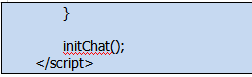 }
initChat();
</script>